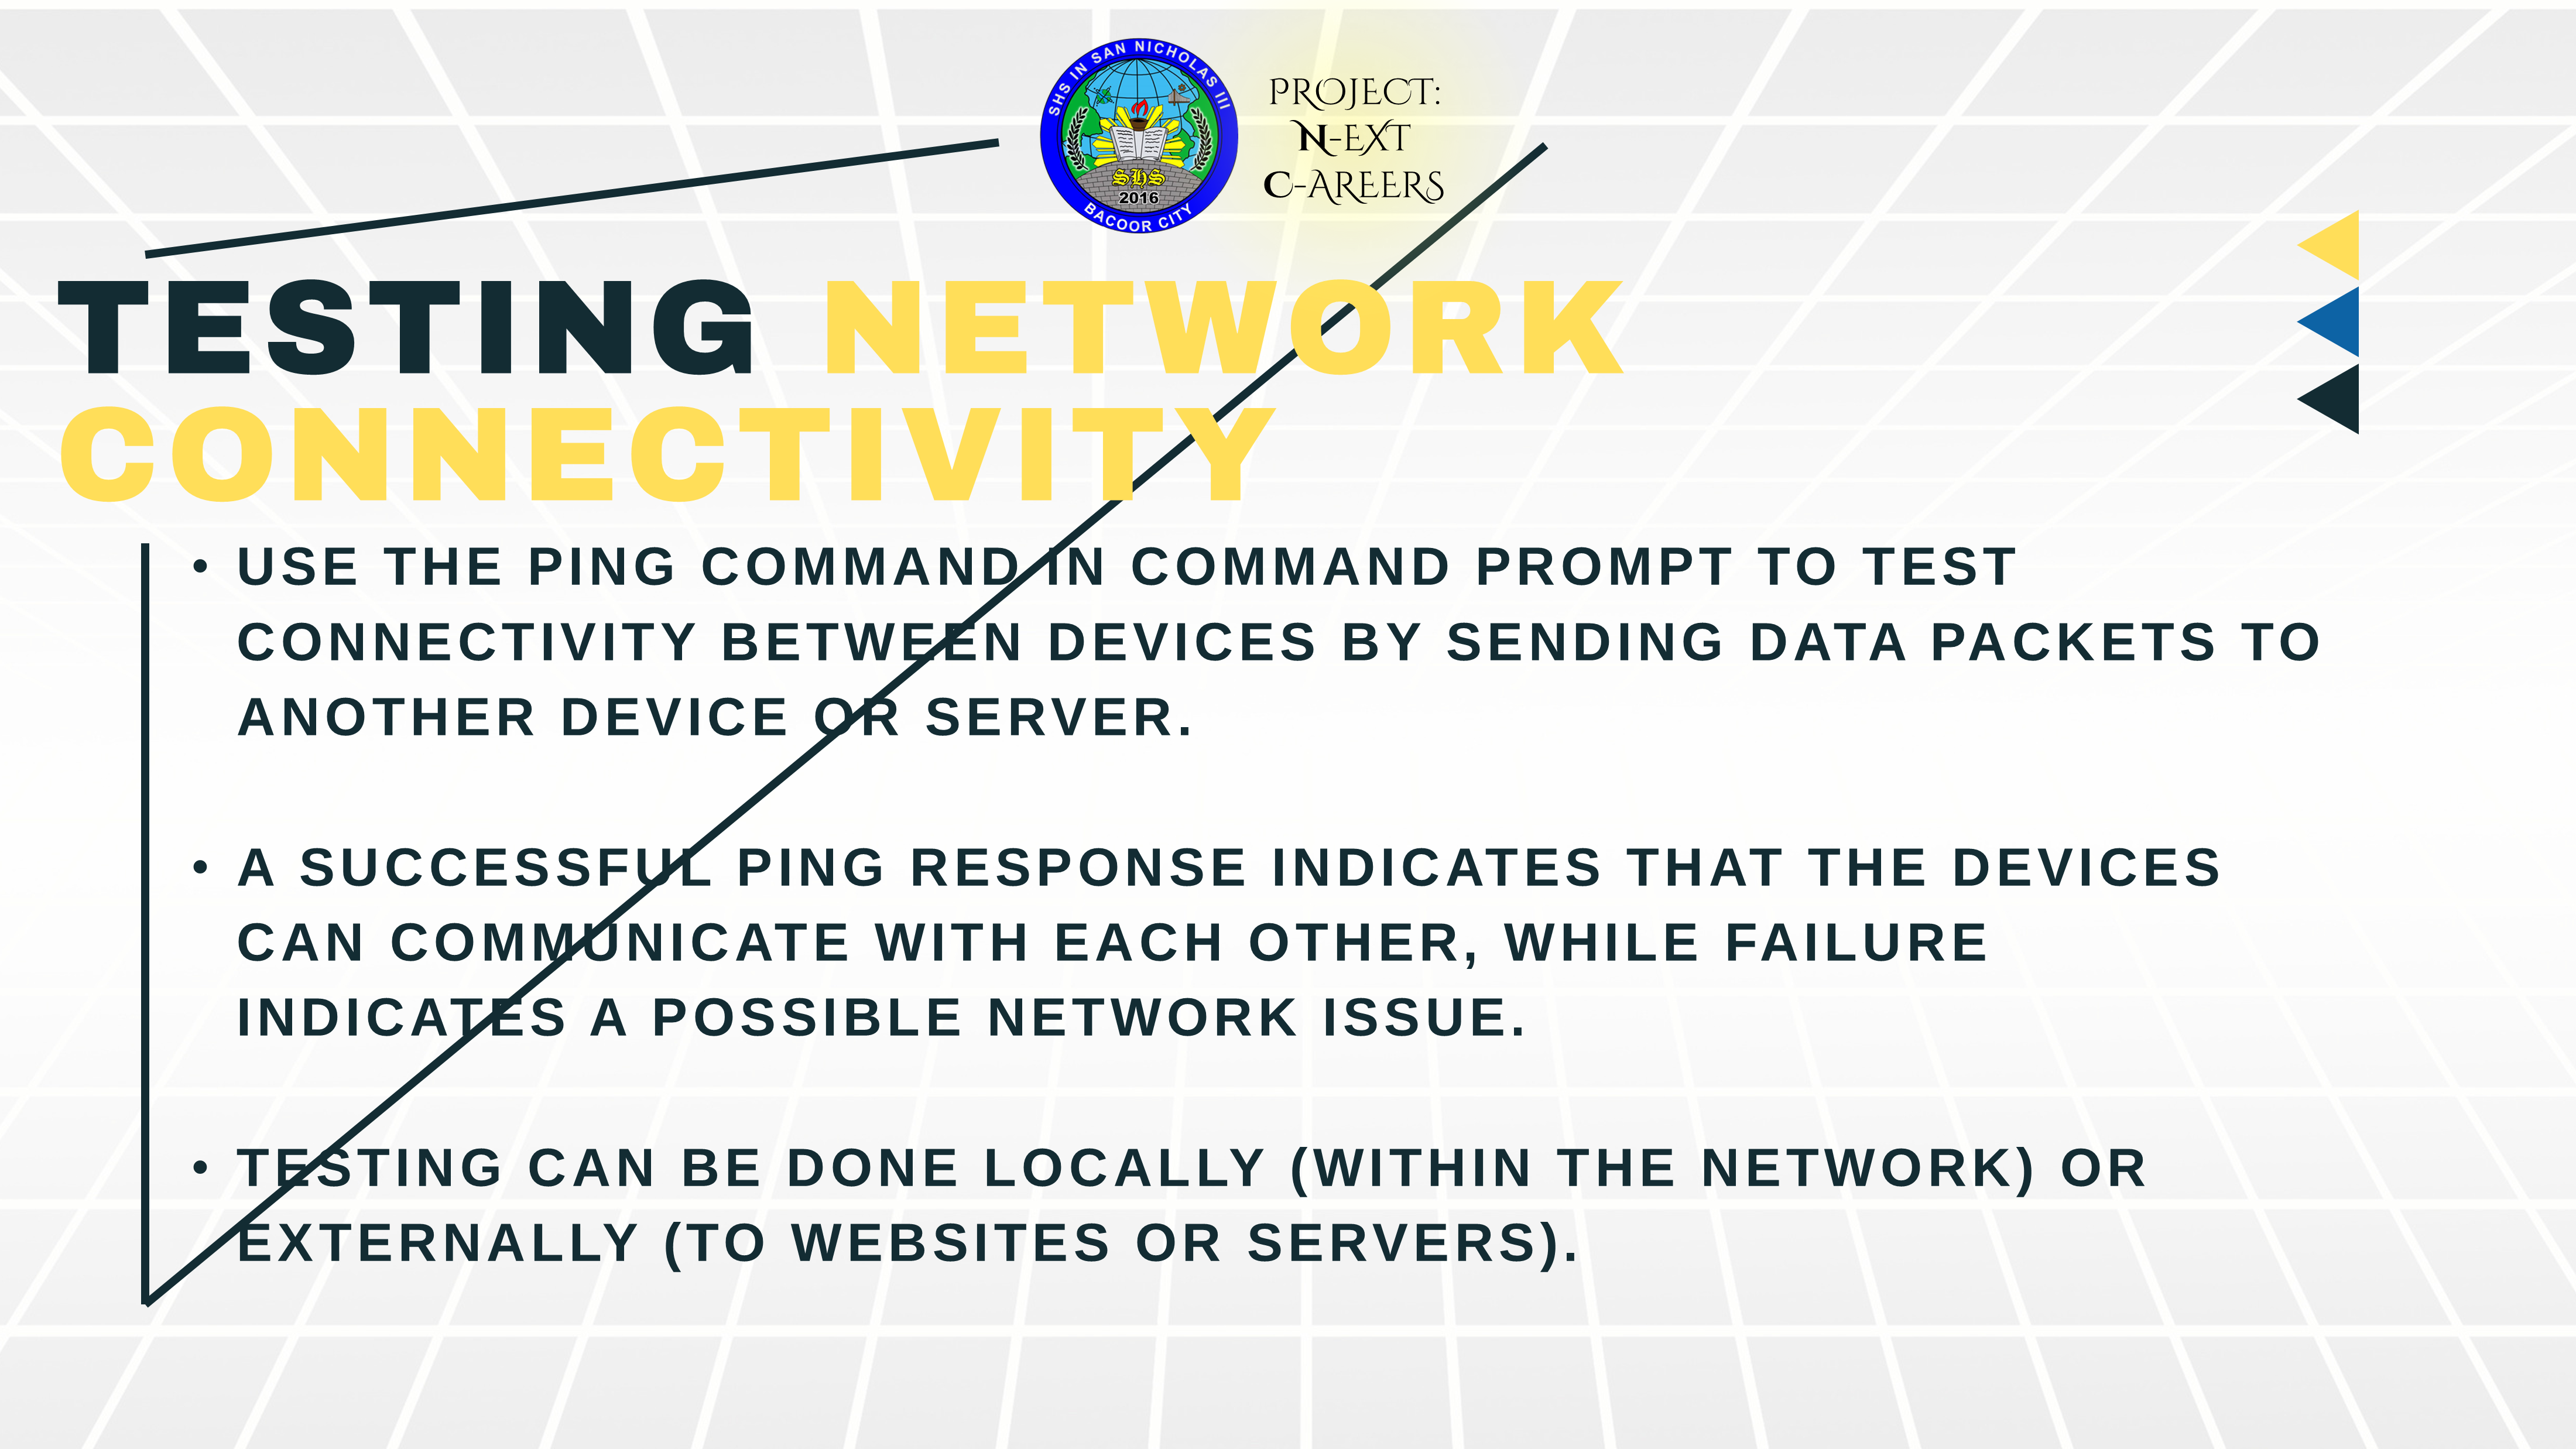 SHS IN SAN NICHOLAS III
SHS
2016
BACOOR CITY
PROJECT:
N-EXT
C-AREERS
TESTING NETWORK
CONNECTIVITY
• USE THE PING COMMAND IN COMMAND PROMPT TO TEST
CONNECTIVITY BETWEEN DEVICES BY SENDING DATA PACKETS TO
ANOTHER DEVICE OR SERVER.
• A SUCCESSFUL PING RESPONSE INDICATES THAT THE DEVICES
CAN COMMUNICATE WITH EACH OTHER, WHILE FAILURE
INDICATES A POSSIBLE NETWORK ISSUE.
• TESTING CAN BE DONE LOCALLY (WITHIN THE NETWORK) OR
EXTERNALLY (TO WEBSITES OR SERVERS).